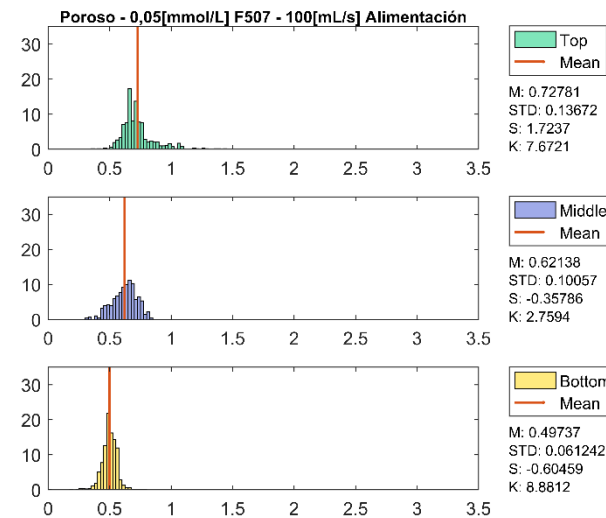 Poroso - 0,05[mmol/L] F507 - 100[mL/s] Alimentación
30
20
10
0
0 0.5 1 1.5 2 2.5 3 3.5
Top
Mean
M: 0.72781
STD: 0.13672
S: 1.7237
K: 7.6721
30
20
10
0
0 0.5 1 1.5 2 2.5 3 3.5
Middle
Mean
M: 0.62138
STD: 0.10057
S: -0.35786
K: 2.7594
30
20
10
0
0 0.5 1 1.5 2 2.5 3 3.5
Bottom
Mean
M: 0.49737
STD: 0.061242
S: -0.60459
K: 8.8812